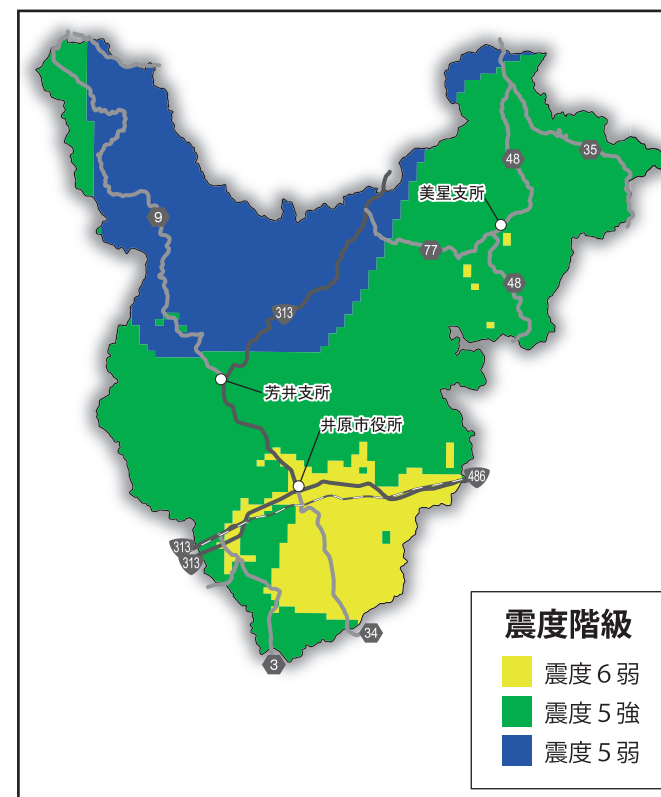 35
48
美星支所
9
77
48
313
芳井支所
井原市役所
486
313
313
34
3
震度階級
震度6弱
震度5強
震度5弱